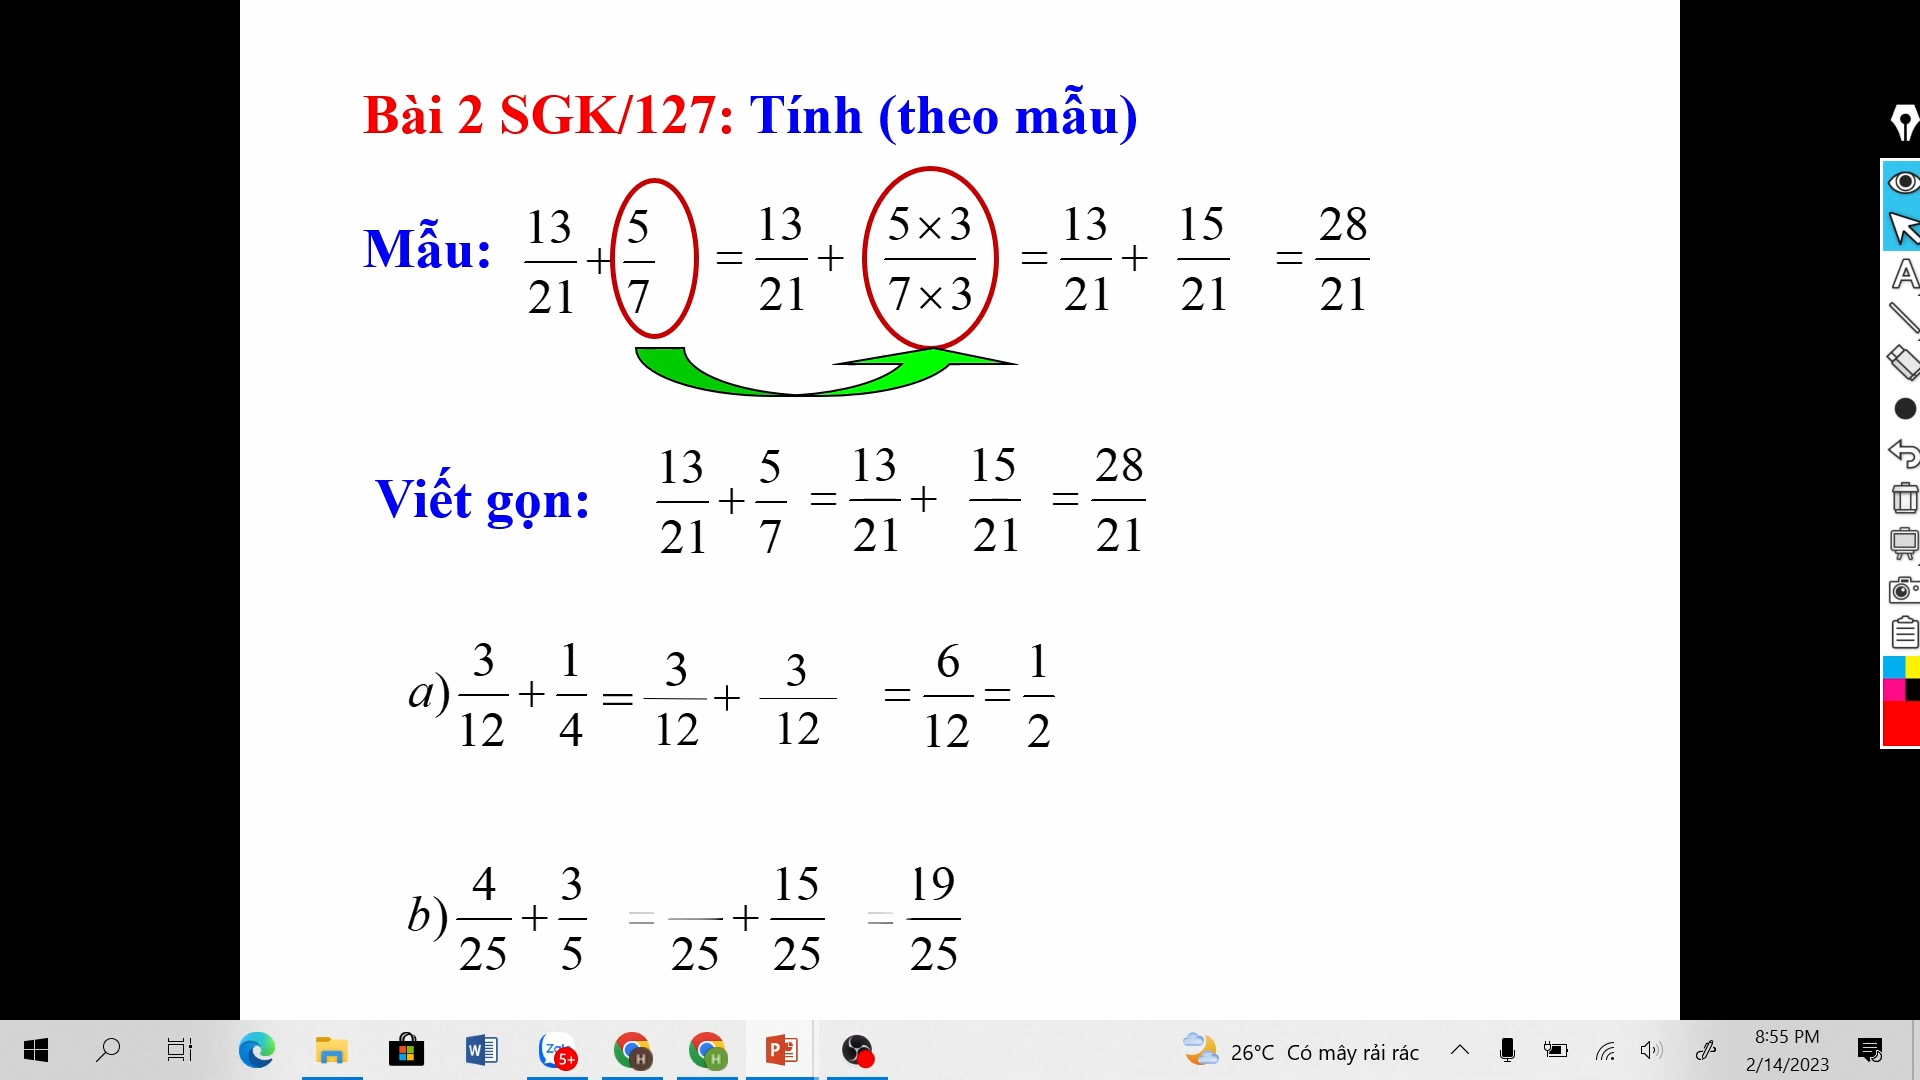 Bài 2 SGK/127: Tính (theo mẫu)
Mẫu: 13/21 + 5/7 = 13/21 + 5×3/7×3 = 13/21 + 15/21 = 28/21
Viết gọn: 13/21 + 5/7 = 13/21 + 15/21 = 28/21
a) 3/12 + 1/4 = 3/12 + 3/12 = 6/12 = 1/2
b) 4/25 + 3/5 = /25 + 15/25 = 19/25
A
Zalo 5+
H
H
26°C Có mây rải rác
8:55 PM
2/14/2023